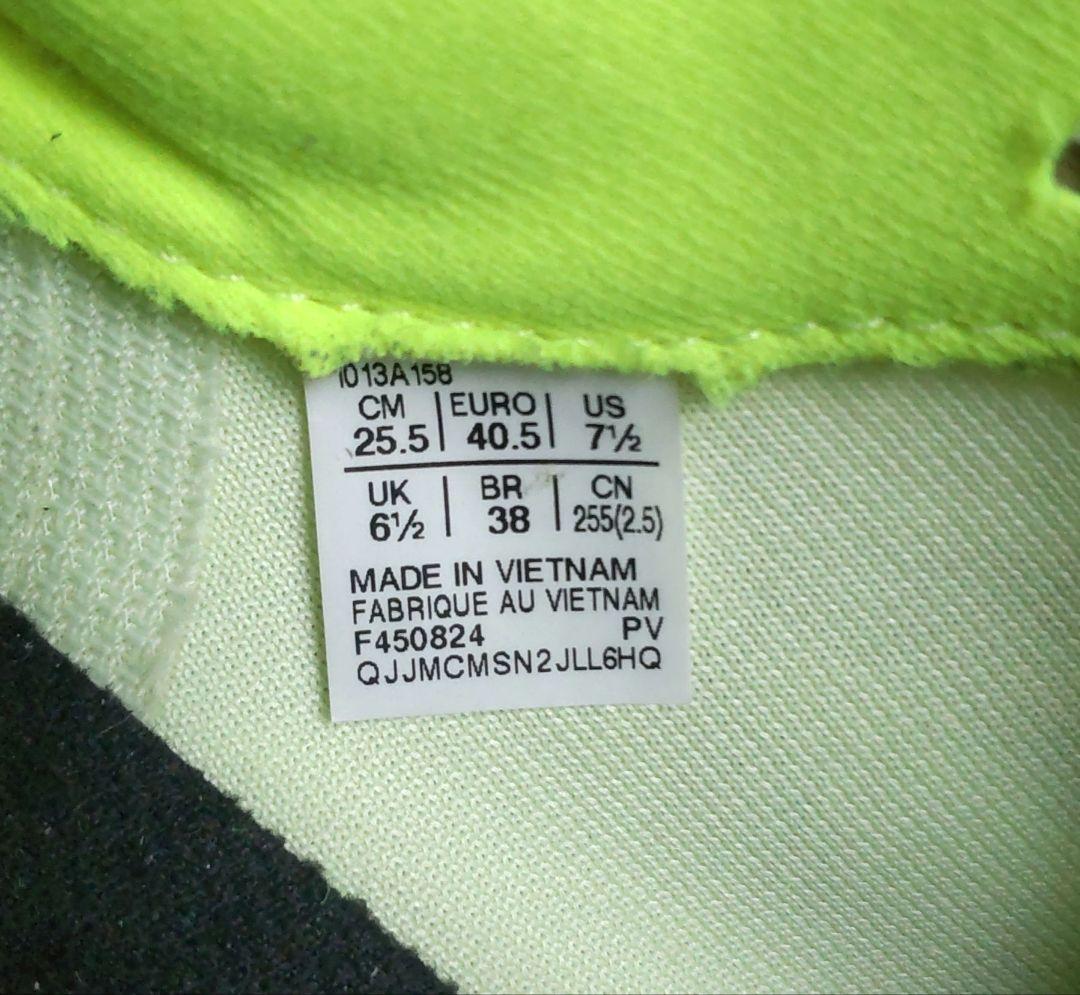 1013A158
CM | EURO | US
25.5 | 40.5 | 7½
UK | BR | CN
6½ | 38 | 255(2.5)
MADE IN VIETNAM
FABRIQUE AU VIETNAM
F450824 PV
QJJMCMSN2JLL6HQ